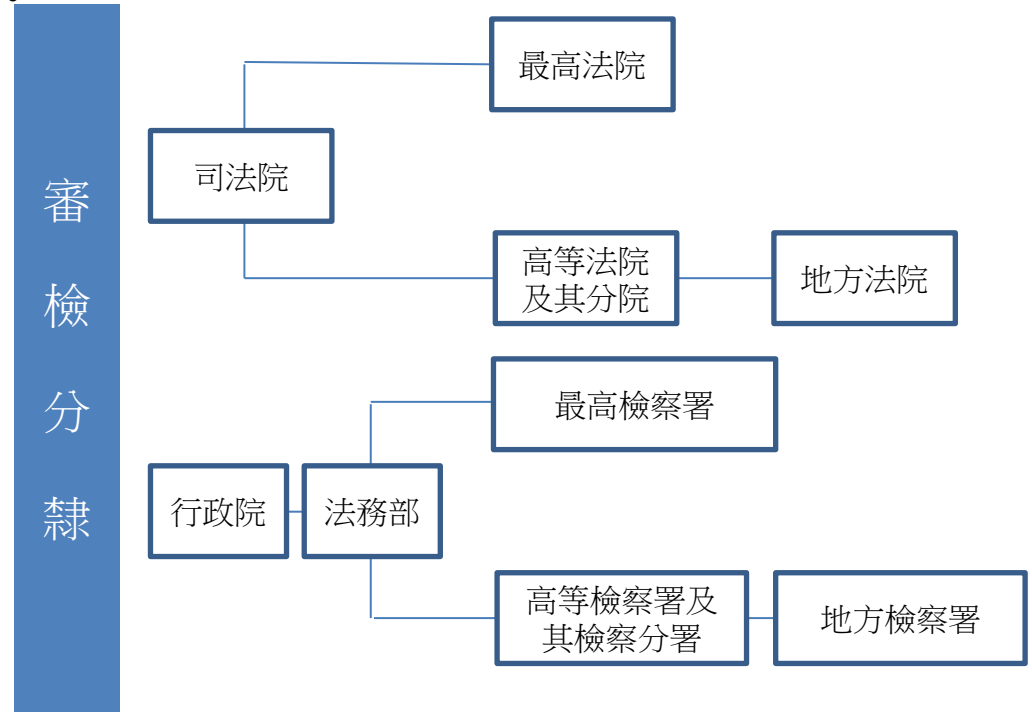 審檢分隸
最高法院
司法院
高等法院
及其分院
地方法院
最高檢察署
行政院
法務部
高等檢察署及
其檢察分署
地方檢察署